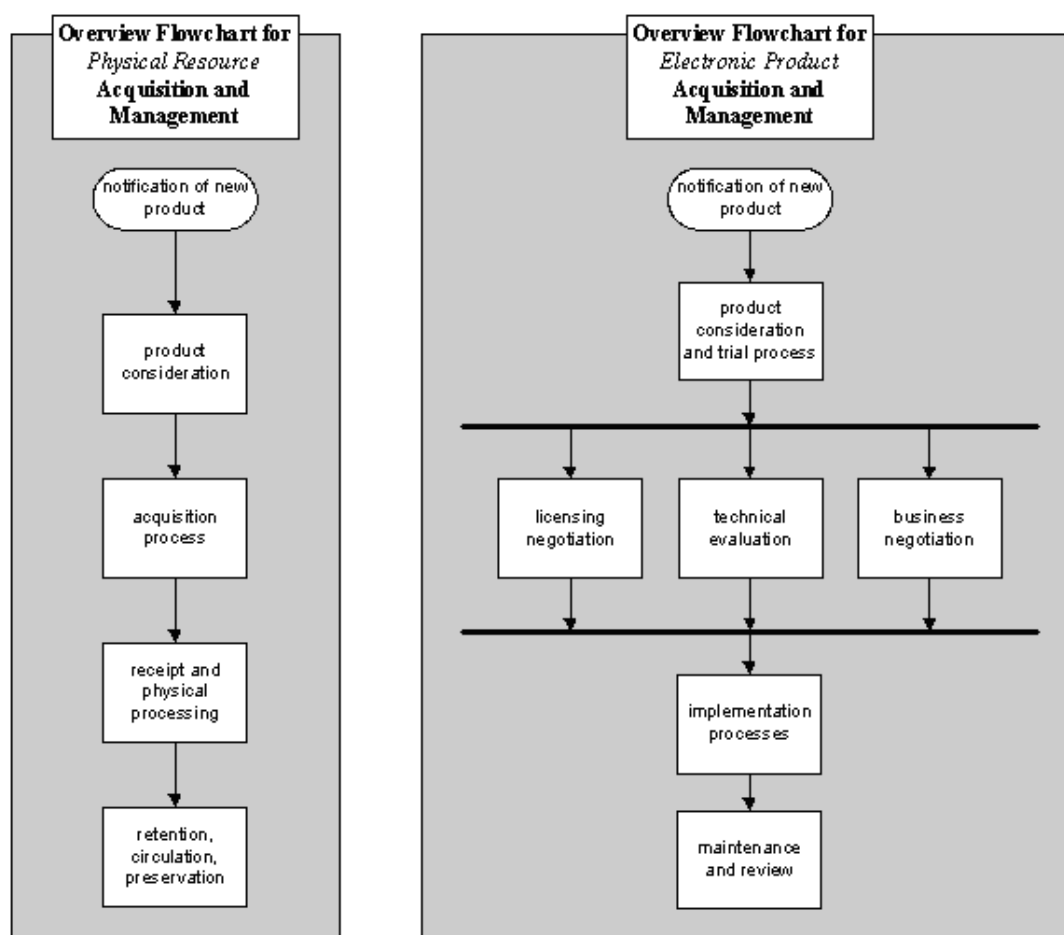 Overview Flowchart for
Physical Resource
Acquisition and
Management
notification of new
product
product
consideration
acquisition
process
receipt and
physical
processing
retention,
circulation,
preservation
Overview Flowchart for
Electronic Product
Acquisition and
Management
notification of new
product
product
consideration
and trial process
licensing
negotiation
technical
evaluation
business
negotiation
implementation
processes
maintenance
and review